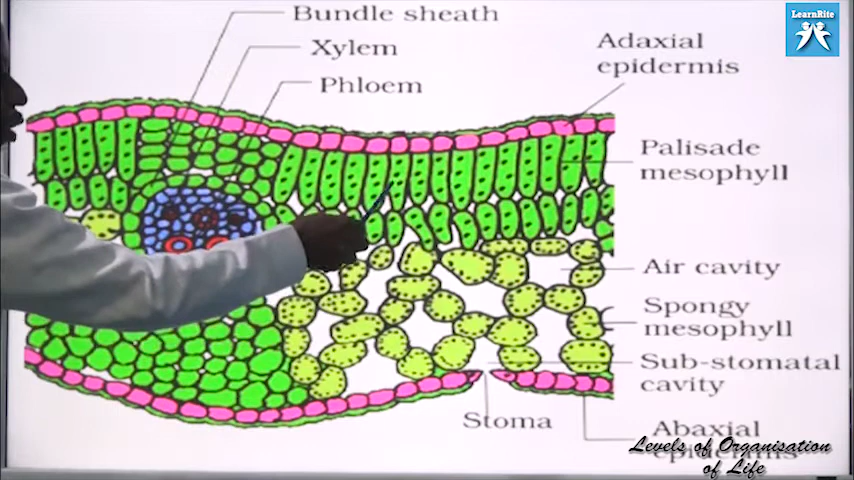 Bundle sheath
LearnRite
Xylem
Adaxial
epidermis
Phloem
Palisade
mesophyll
Air cavity
Spongy
mesophyll
Sub-stomatal
cavity
Stoma
Abaxial
epidermis
Levels of Organisation
of Life